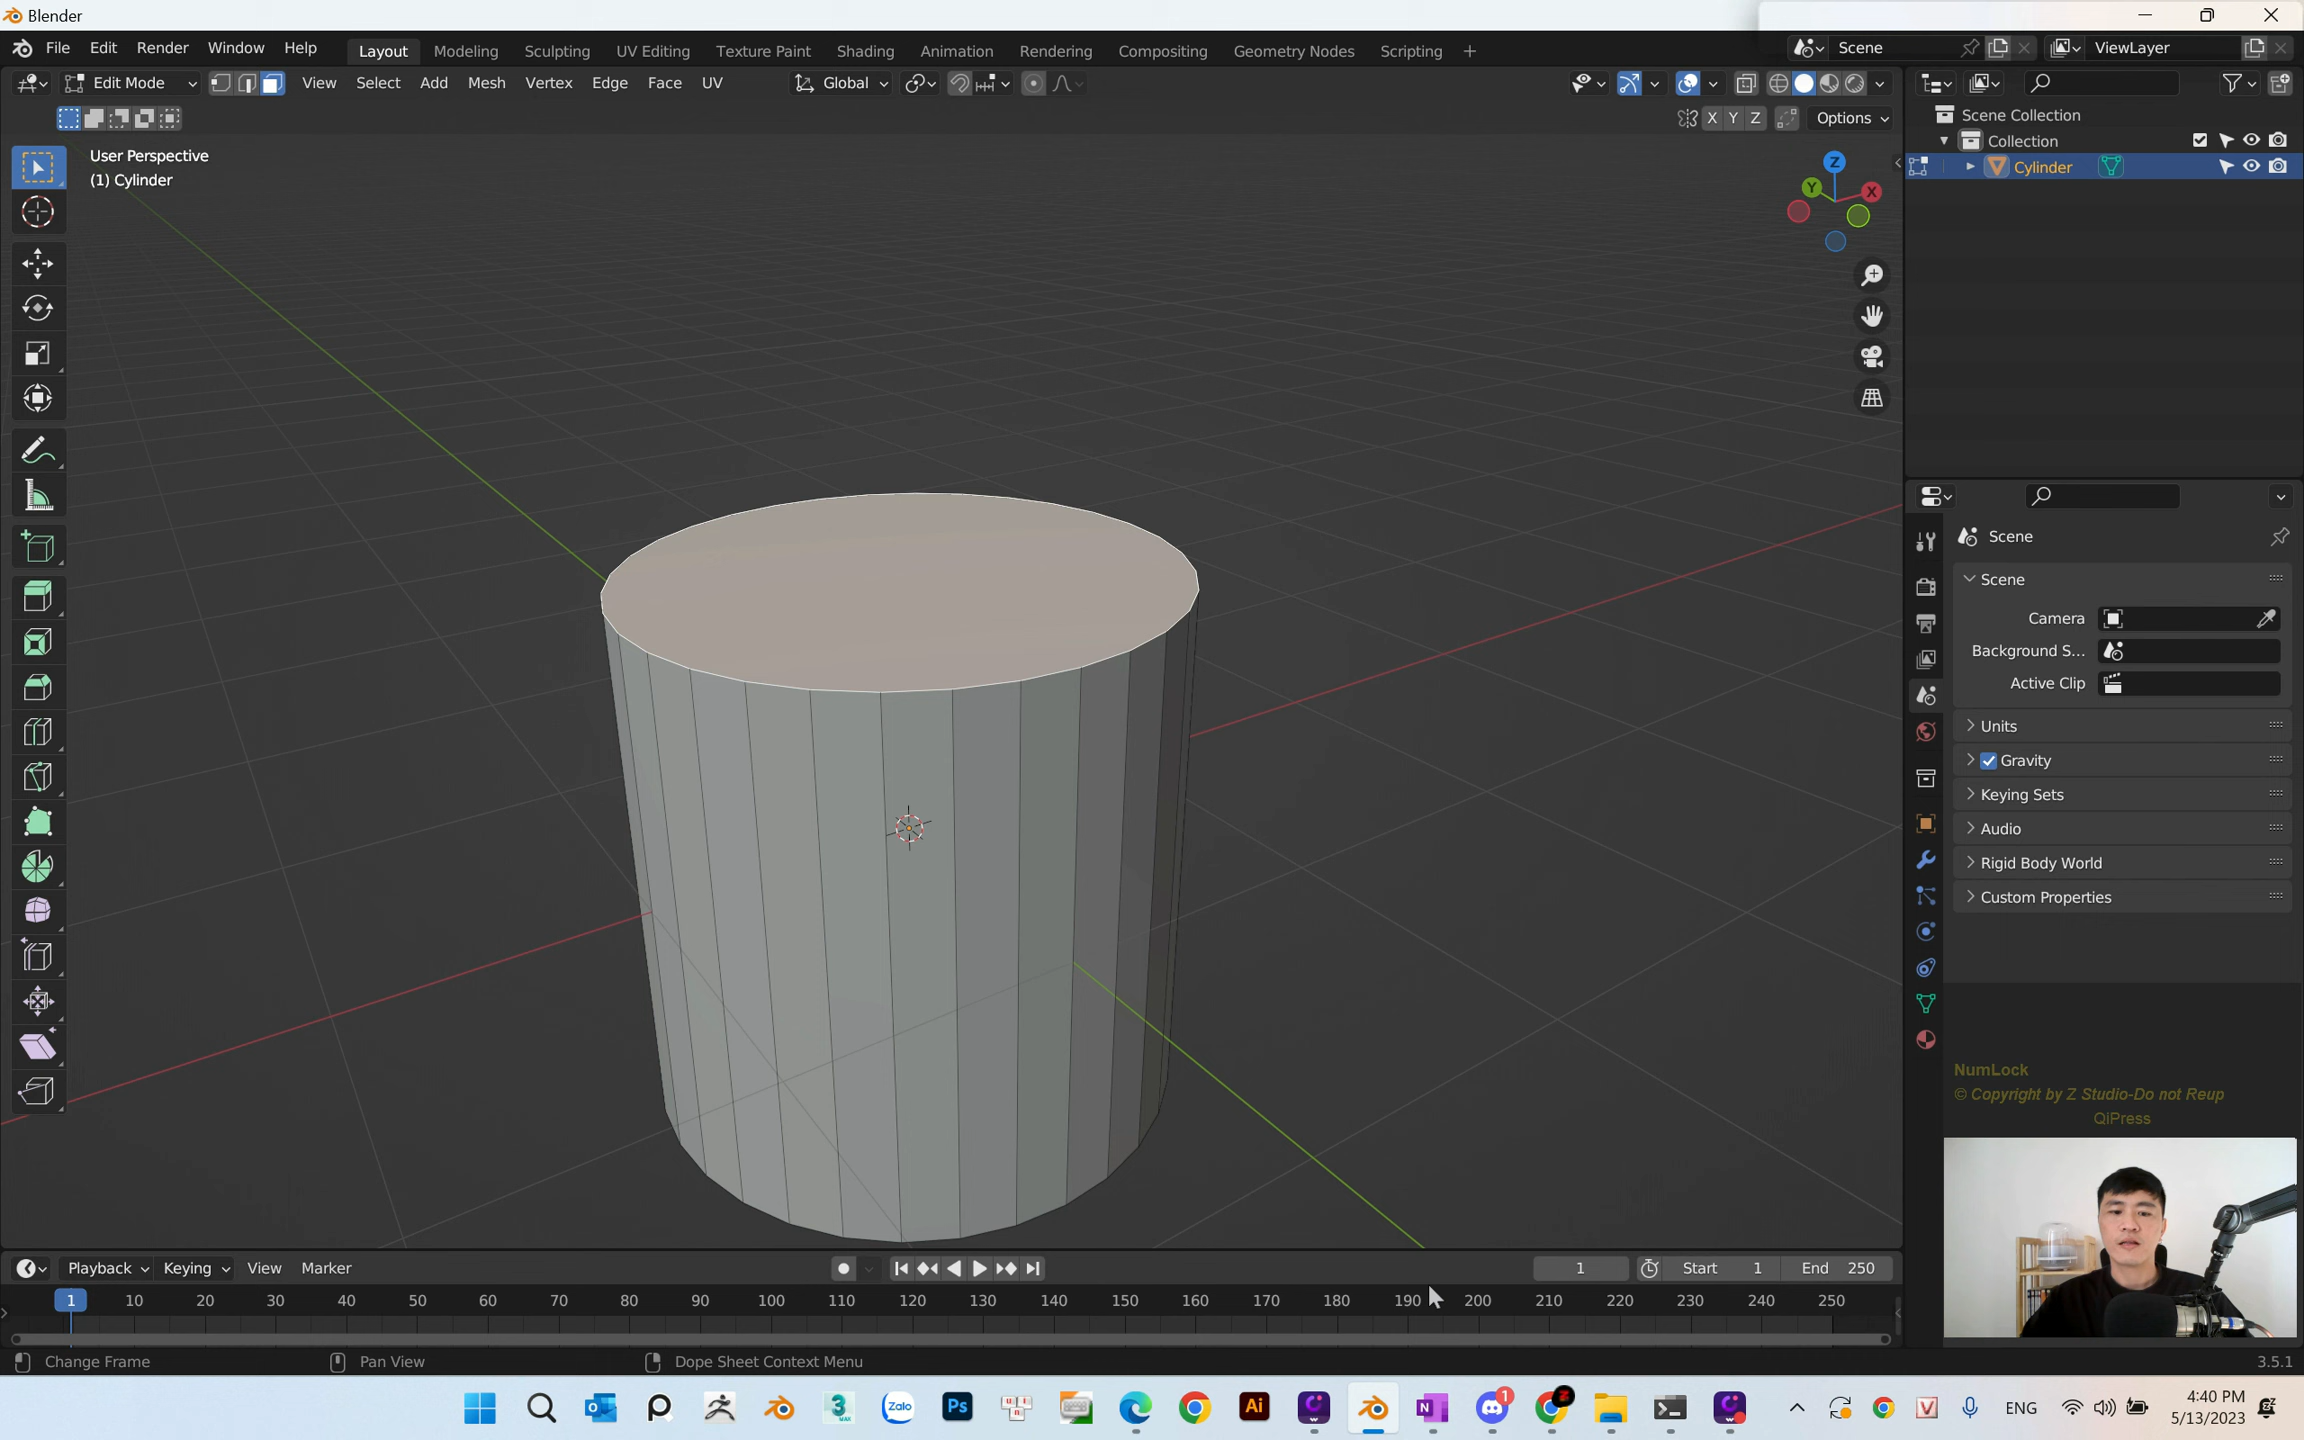 Blender
File Edit Render Window Help Layout Modeling Sculpting UV Editing Texture Paint Shading Animation Rendering Compositing Geometry Nodes Scripting + Scene ViewLayer
Edit Mode View Select Add Mesh Vertex Edge Face UV Global
X Y Z Options
User Perspective
(1) Cylinder
Z
Y X
Scene Collection
Collection
Cylinder
Scene
Scene
Camera
Background S...
Active Clip
Units
Gravity
Keying Sets
Audio
Rigid Body World
Custom Properties
NumLock
© Copyright by Z Studio-Do not Reup
QiPress
Playback Keying View Marker 1 Start 1 End 250
1 10 20 30 40 50 60 70 80 90 100 110 120 130 140 150 160 170 180 190 200 210 220 230 240 250
Change Frame Pan View Dope Sheet Context Menu 3.5.1
3 Zalo Ps Ai N 1 Z V ENG 4:40 PM
5/13/2023